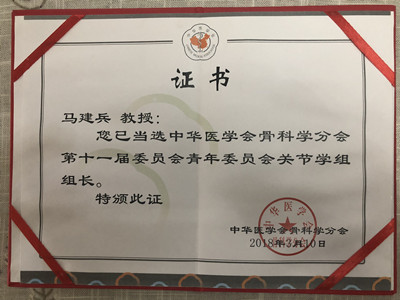 证书
马建兵 教授：
您已当选中华医学会骨科学分会
第十一届委员会青年委员会关节学组
组长。
特颁此证
中华医学会骨科学分会
2018年3月10日